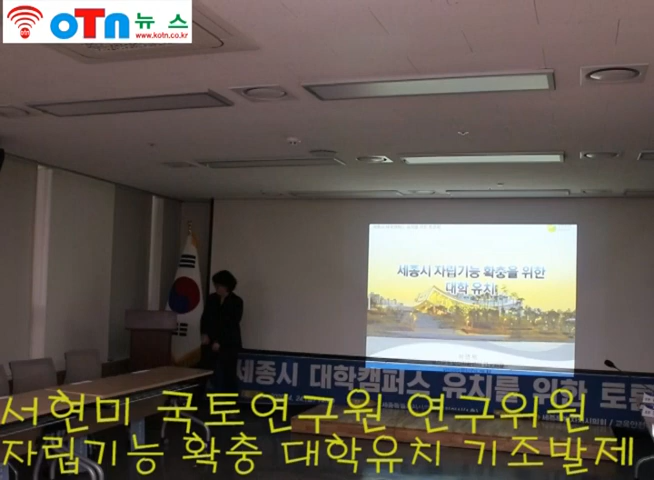 oTn뉴스
www.kotn.co.kr
otn
세종시 자립기능 확충을 위한
대학 유치
세종시 대학캠퍼스 유치를 위한 토론
서현미 국토연구원 연구위원
자립기능 확충 대학유치 기조발제